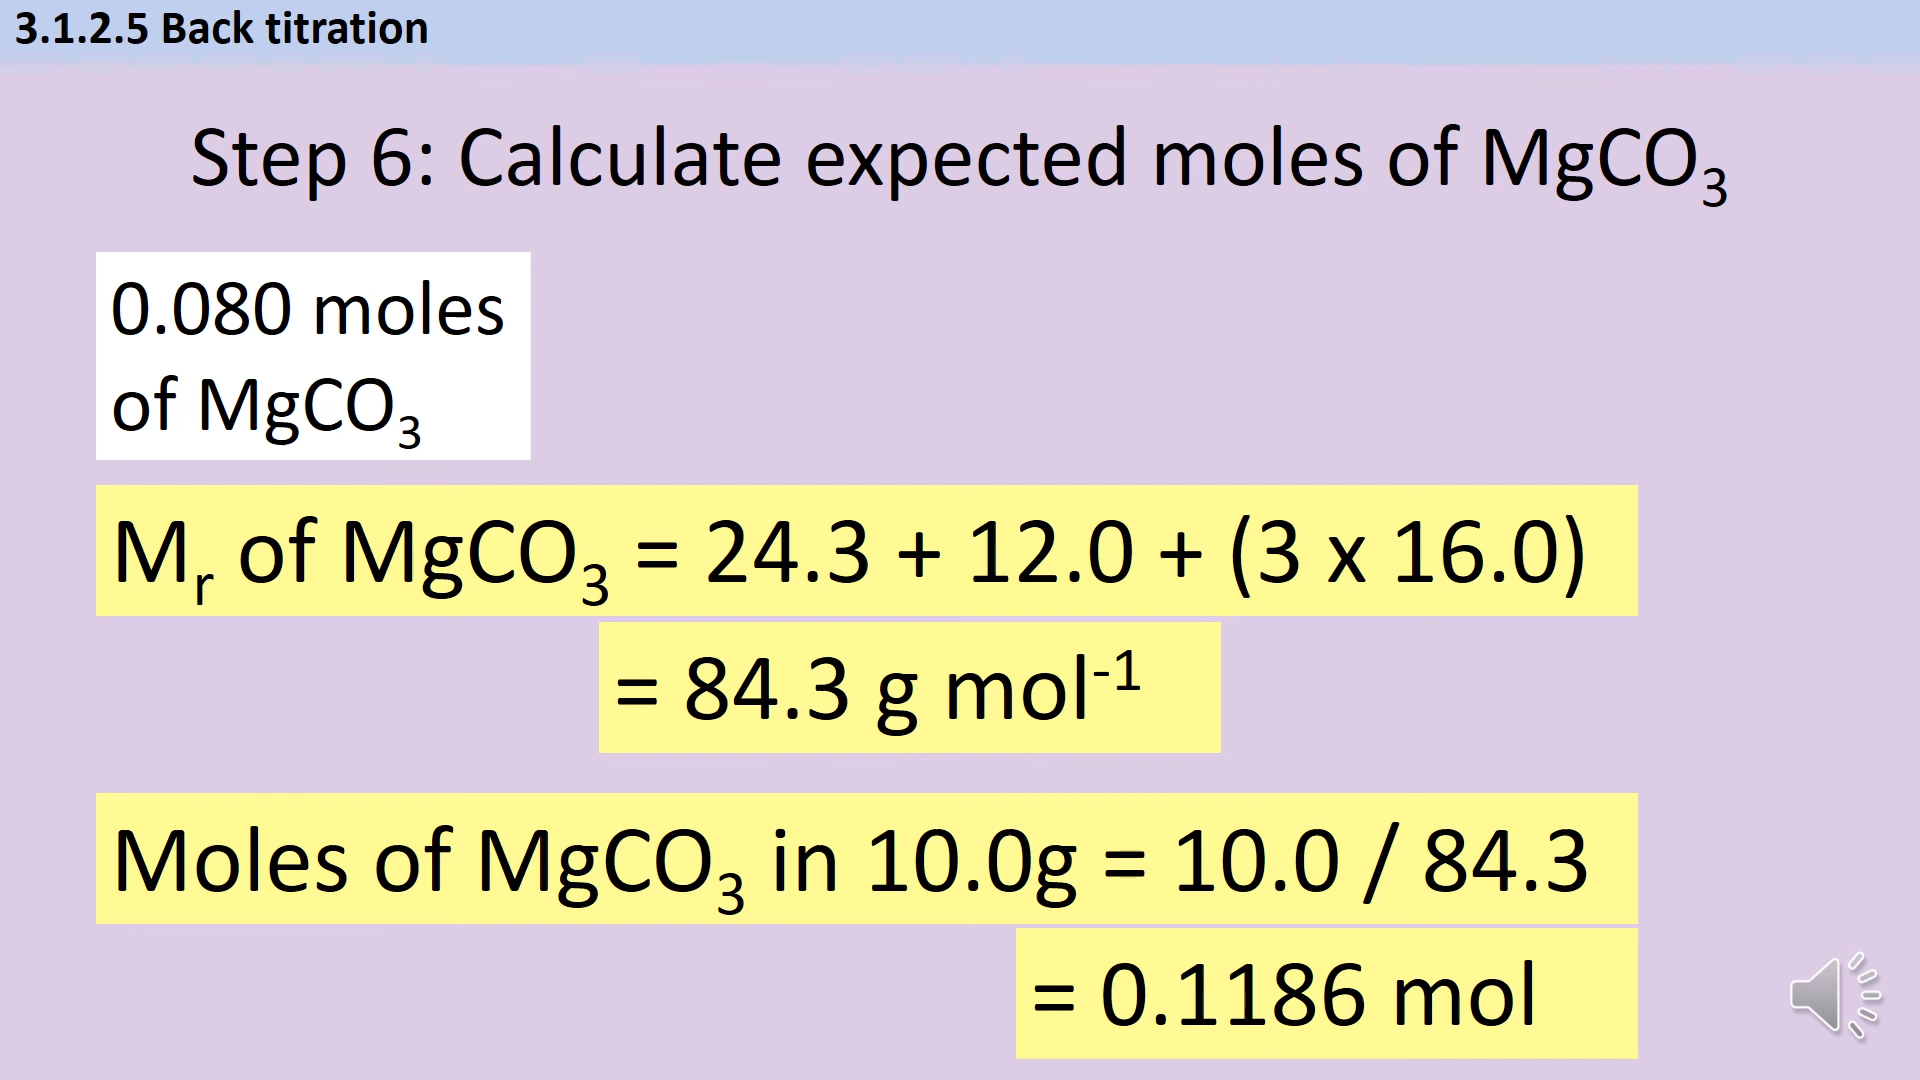 3.1.2.5 Back titration
Step 6: Calculate expected moles of MgCO₃
0.080 moles
of MgCO₃
Mᵣ of MgCO₃ = 24.3 + 12.0 + (3 x 16.0)
= 84.3 g mol⁻¹
Moles of MgCO₃ in 10.0g = 10.0 / 84.3
= 0.1186 mol